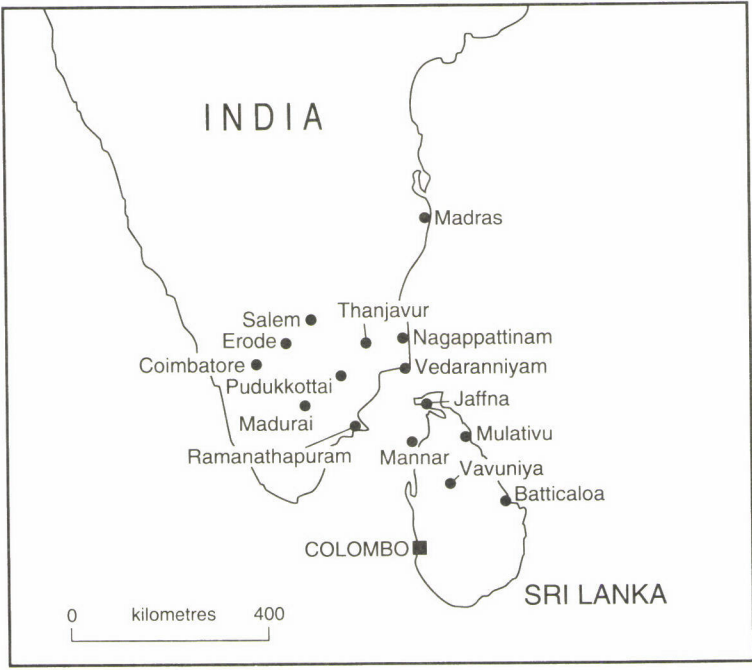 INDIA
Madras
Thanjavur
Salem
Erode
Nagappattinam
Coimbatore
Vedaranniyam
Pudukkottai
Jaffna
Madurai
Mulativu
Ramanathapuram
Mannar
Vavuniya
Batticaloa
COLOMBO
SRI LANKA
0 kilometres 400